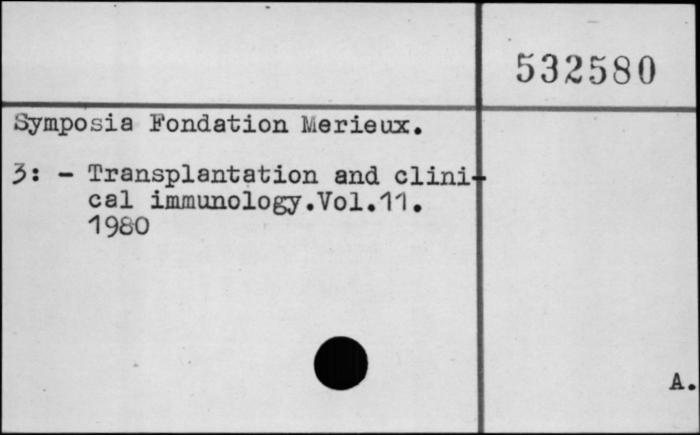 532580
Symposia Fondation Merieux.
3: - Transplantation and clini-
cal immunology.Vol.11.
1980
A.